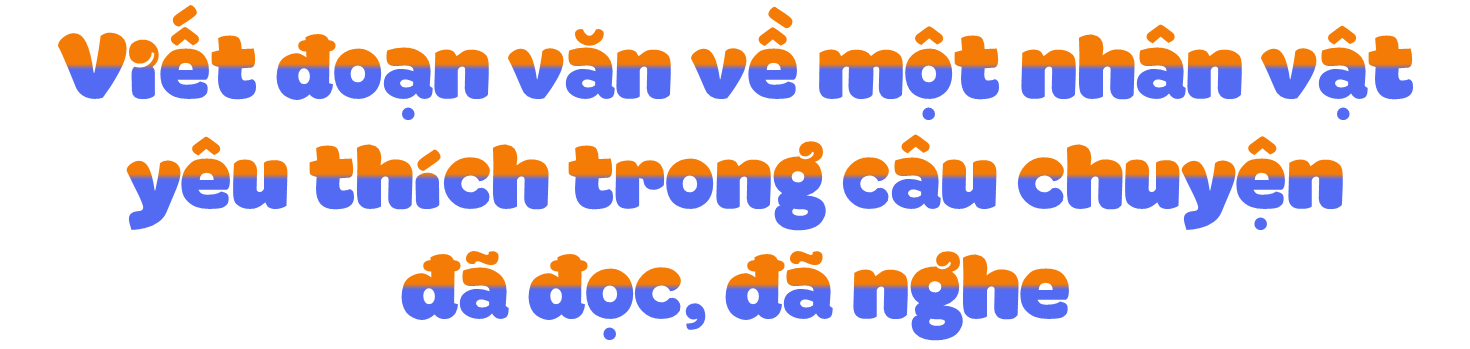 Viết đoạn văn về một nhân vật
yêu thích trong câu chuyện
đã đọc, đã nghe